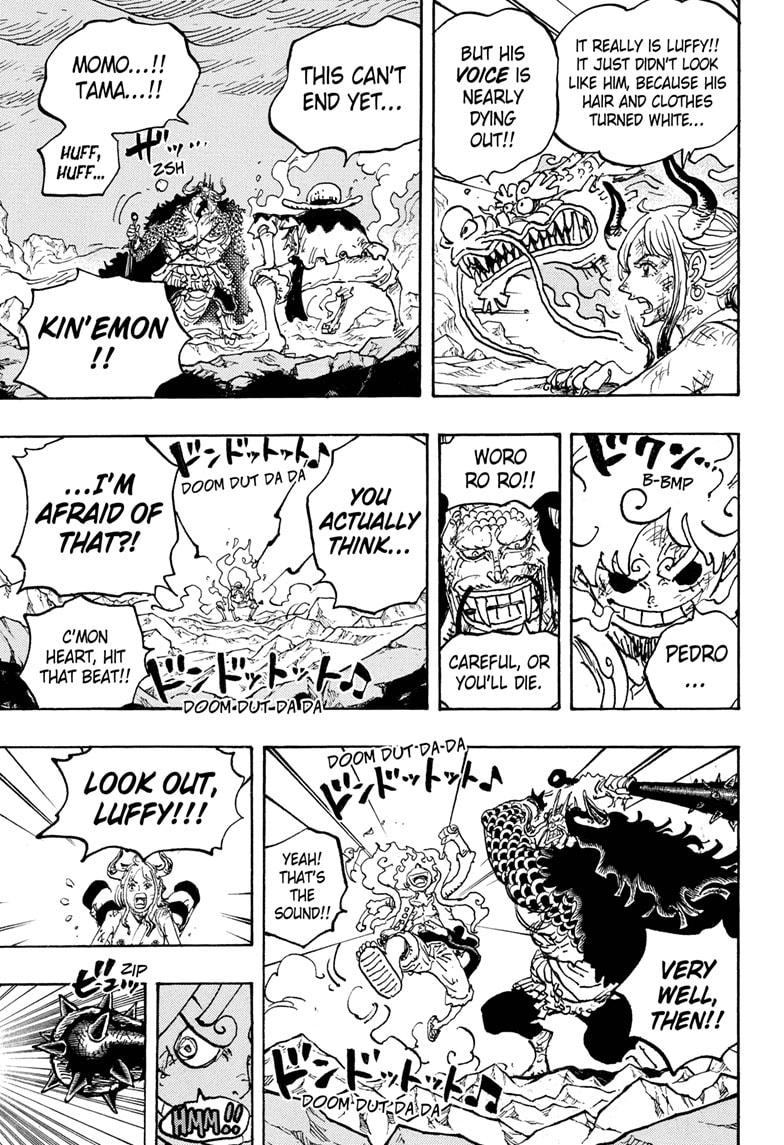 IT REALLY IS LUFFY!!
IT JUST DIDN'T LOOK
LIKE HIM, BECAUSE HIS
HAIR AND CLOTHES
TURNED WHITE...
BUT HIS
VOICE IS
NEARLY
DYING
OUT!!
THIS CAN'T
END YET...
MOMO...!!
TAMA...!!
HUFF,
HUFF...
ザッ...
ZSH
KIN'EMON
!!
ドクン...
B-BMP
PEDRO
...
WORO
RO RO!!
CAREFUL, OR
YOU'LL DIE.
ドンドットット♪
DOOM DUT DA DA
YOU
ACTUALLY
THINK...
...I'M
AFRAID OF
THAT?!
C'MON
HEART, HIT
THAT BEAT!!
ドンドットット♫
DOOM DUT-DA-DA
DOOM DUT-DA-DA
ドンドットット♪
YEAH!
THAT'S
THE
SOUND!!
VERY
WELL,
THEN!!
ドンドットット♫
DOOM DUT DA DA
LOOK OUT,
LUFFY!!!
HMM!!
ビュッ...
ZIP